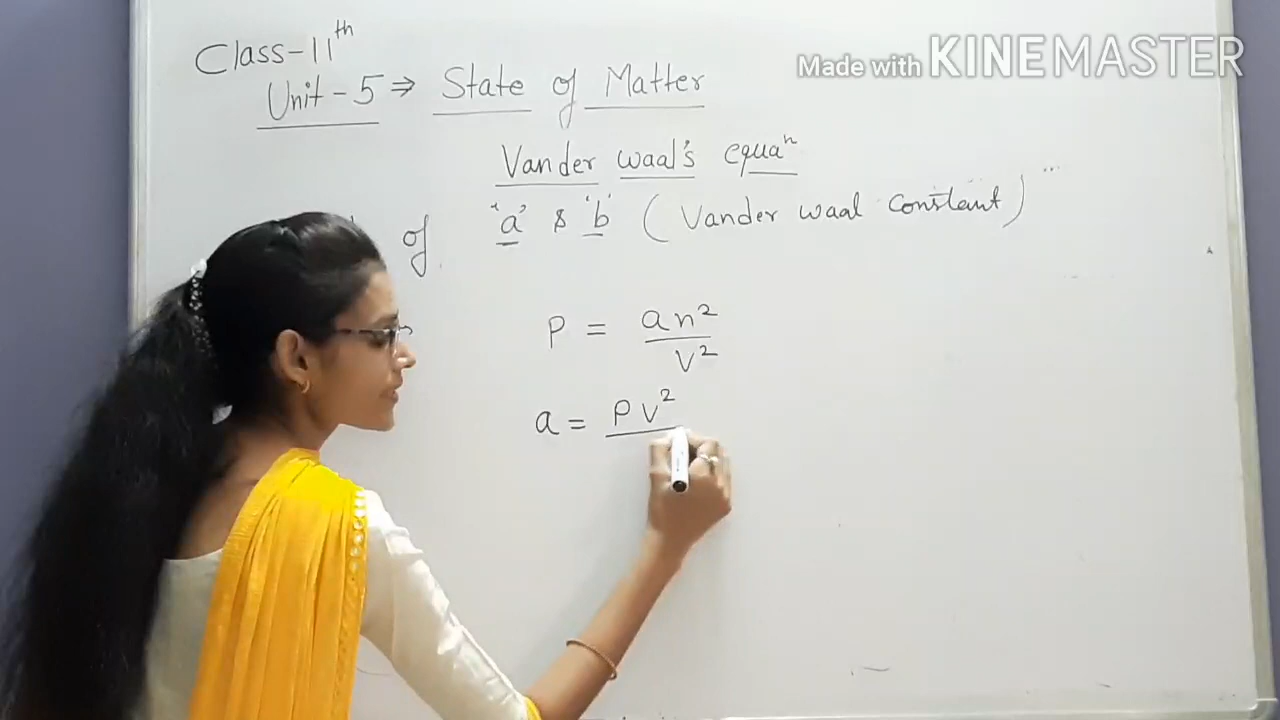 Class-11th
Made with KINEMASTER
Unit-5 ⇒ State of Matter
Vander waal's equaⁿ
of 'a' & 'b' (Vander waal constant)
P = an²/V²
a = PV²